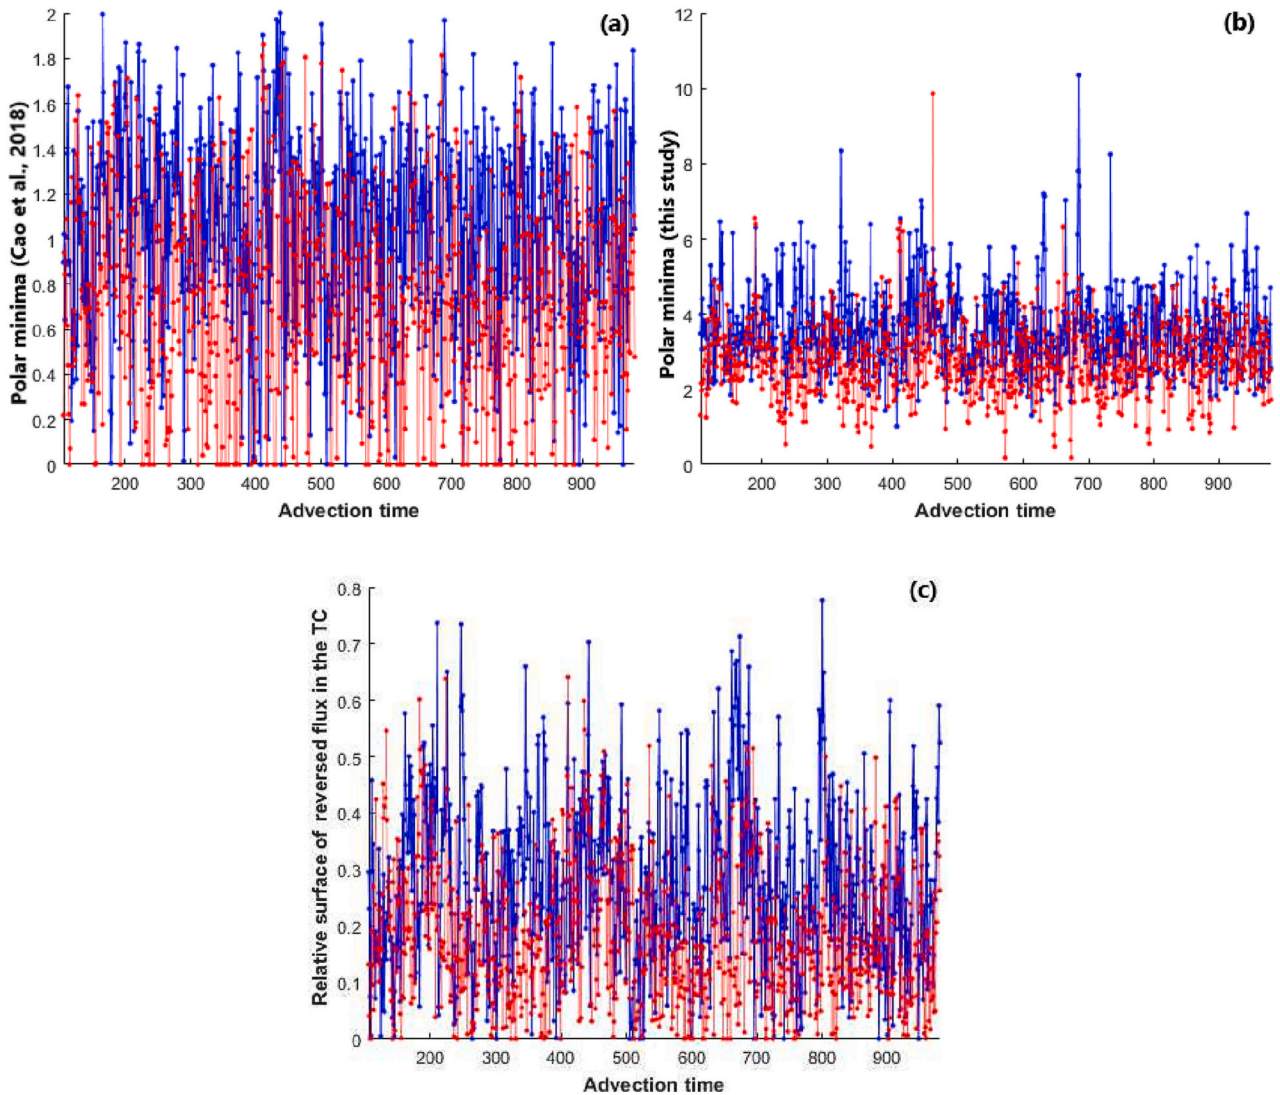 (a)
Polar minima (Cao et al., 2018)
2
1.8
1.6
1.4
1.2
1
0.8
0.6
0.4
0.2
0
200 300 400 500 600 700 800 900
Advection time
(b)
Polar minima (this study)
12
10
8
6
4
2
0
200 300 400 500 600 700 800 900
Advection time
(c)
Relative surface of reversed flux in the TC
0.8
0.7
0.6
0.5
0.4
0.3
0.2
0.1
0
200 300 400 500 600 700 800 900
Advection time